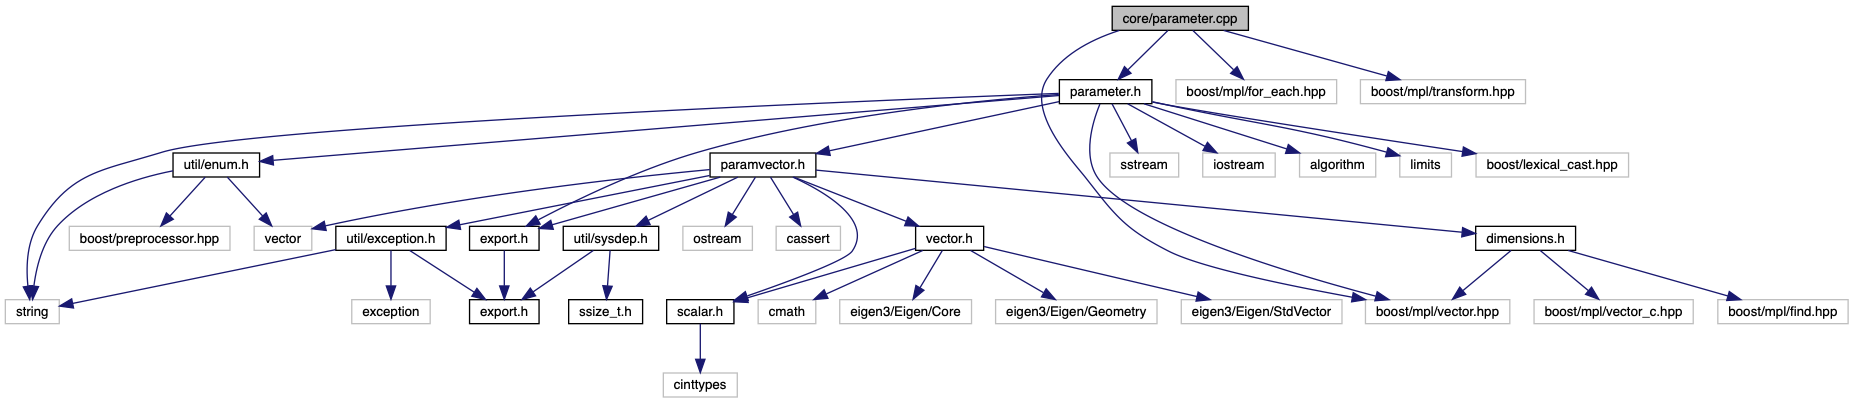 core/parameter.cpp
parameter.h
boost/mpl/for_each.hpp
boost/mpl/transform.hpp
util/enum.h
paramvector.h
sstream
iostream
algorithm
limits
boost/lexical_cast.hpp
boost/preprocessor.hpp
vector
util/exception.h
export.h
util/sysdep.h
ostream
cassert
vector.h
dimensions.h
string
exception
export.h
ssize_t.h
scalar.h
cmath
eigen3/Eigen/Core
eigen3/Eigen/Geometry
eigen3/Eigen/StdVector
boost/mpl/vector.hpp
boost/mpl/vector_c.hpp
boost/mpl/find.hpp
cinttypes